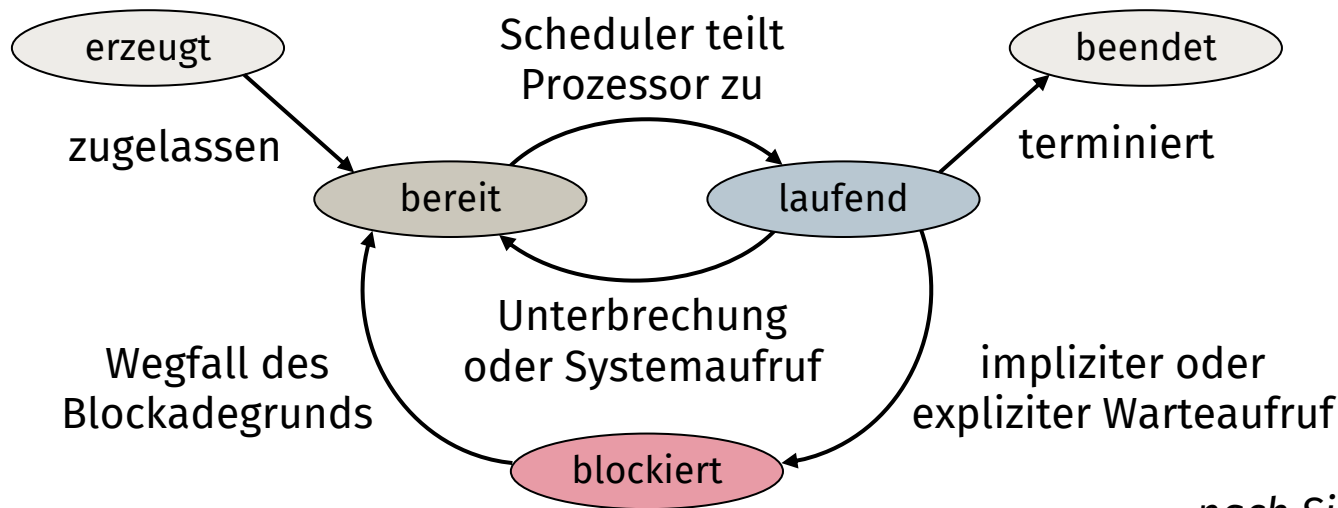 erzeugt
Scheduler teilt
Prozessor zu
beendet
zugelassen
terminiert
bereit
laufend
Unterbrechung
oder Systemaufruf
Wegfall des
Blockadegrunds
impliziter oder
expliziter Warteaufruf
blockiert